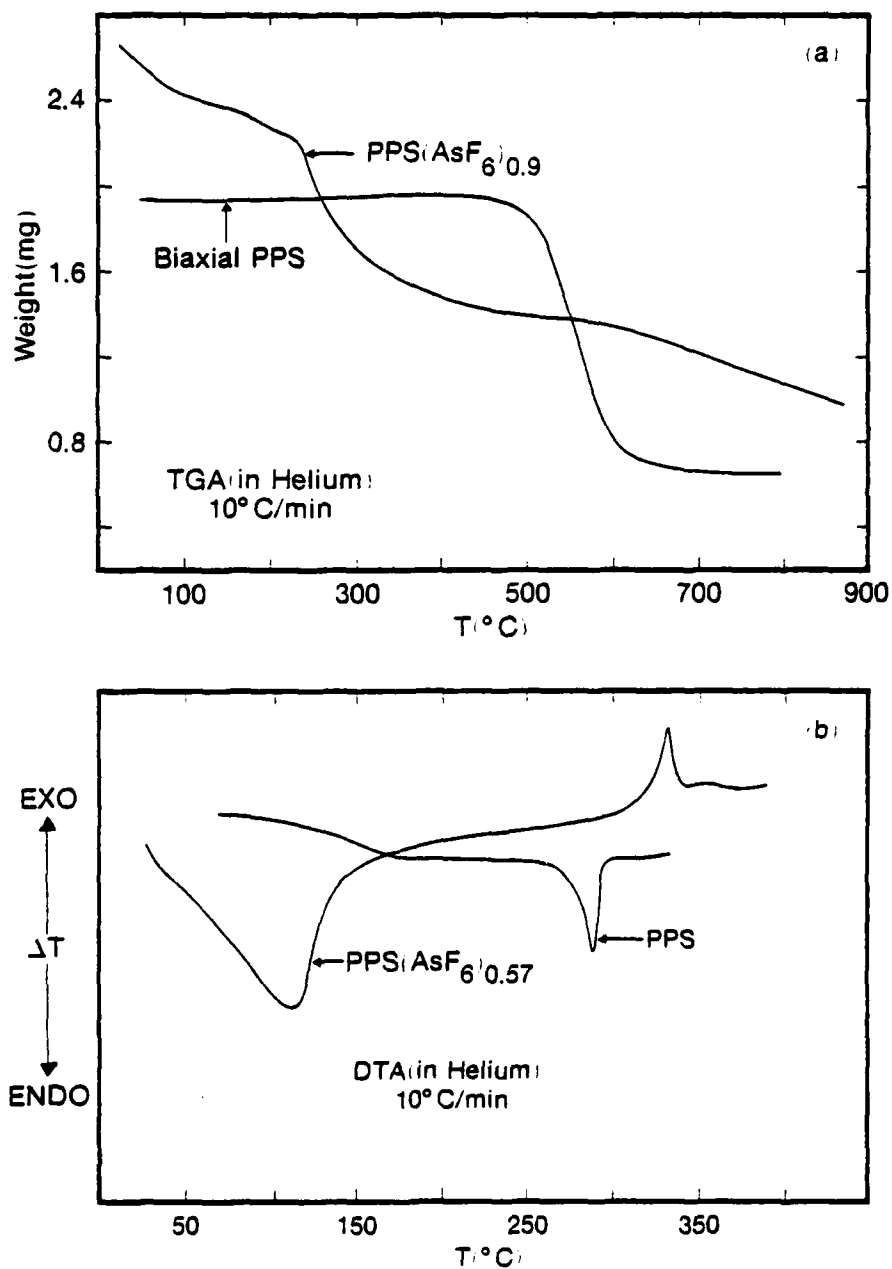 (a)
2.4
1.6
0.8
Weight(mg)
PPS(AsF6)0.9
Biaxial PPS
TGA(in Helium)
10°C/min
100 300 500 700 900
T(°C)
(b)
EXO
ΔT
ENDO
PPS(AsF6)0.57
PPS
DTA(in Helium)
10°C/min
50 150 250 350
T(°C)